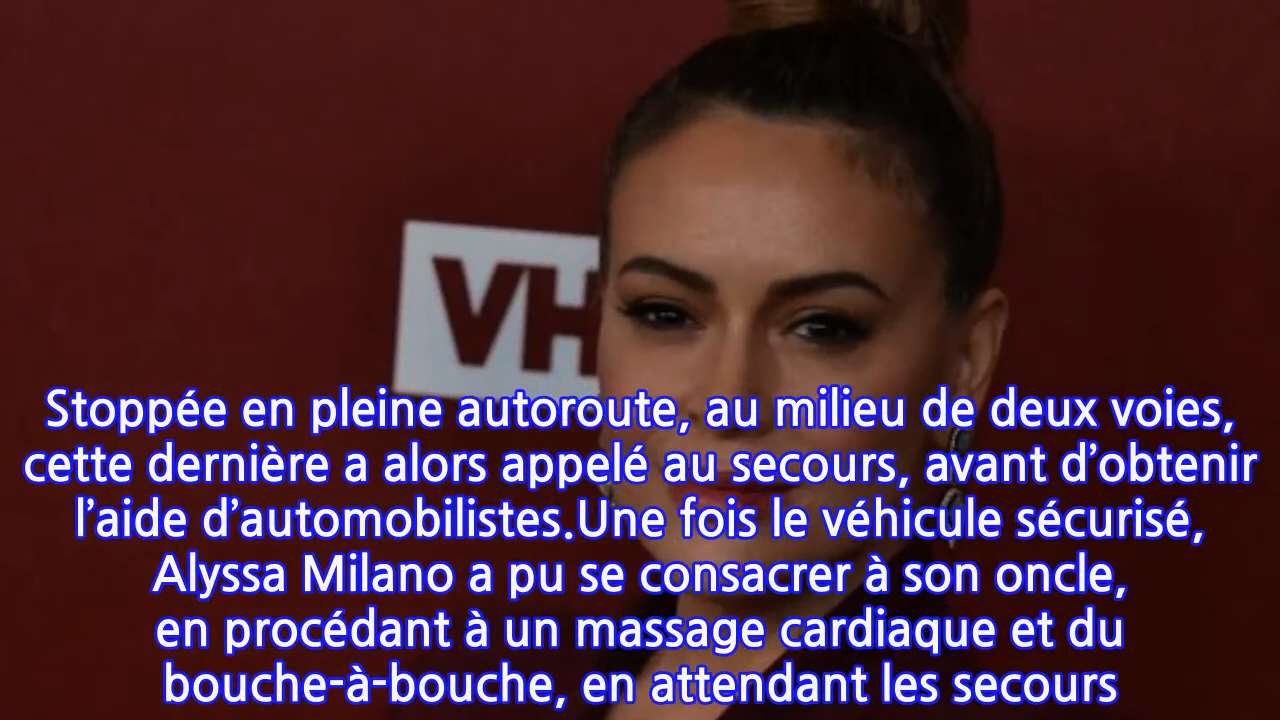 VH
Stoppée en pleine autoroute, au milieu de deux voies,
cette dernière a alors appelé au secours, avant d’obtenir
l’aide d’automobilistes.Une fois le véhicule sécurisé,
Alyssa Milano a pu se consacrer à son oncle,
en procédant à un massage cardiaque et du
bouche-à-bouche, en attendant les secours